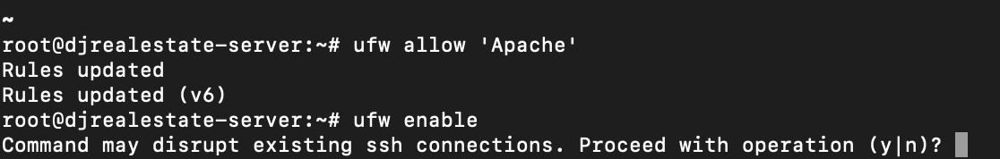 ~
root@djrealestate-server:~# ufw allow 'Apache'
Rules updated
Rules updated (v6)
root@djrealestate-server:~# ufw enable
Command may disrupt existing ssh connections. Proceed with operation (y|n)?